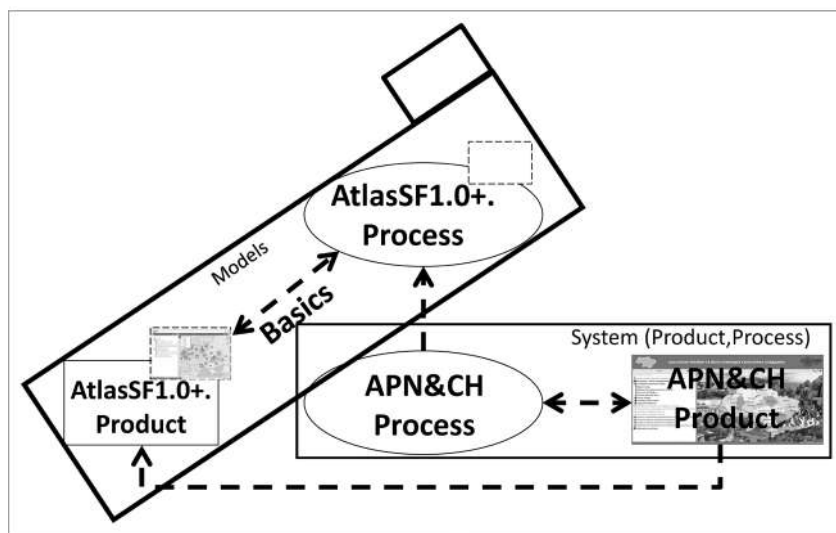 AtlasSF1.0+.
Process
Models
Basics
System (Product,Process)
AtlasSF1.0+.
Product
APN&CH
Process
APN&CH
Product